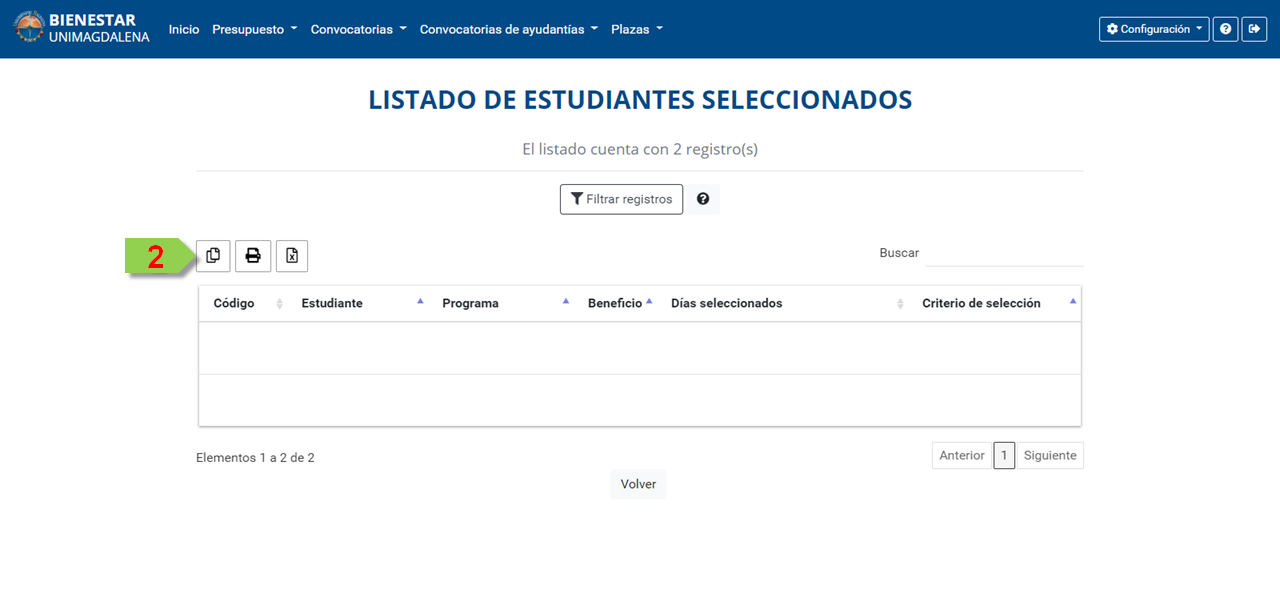 BIENESTAR
UNIMAGDALENA
Inicio Presupuesto Convocatorias Convocatorias de ayudantías Plazas Configuración
LISTADO DE ESTUDIANTES SELECCIONADOS
El listado cuenta con 2 registro(s)
Filtrar registros
2
Buscar
Código Estudiante Programa Beneficio Días seleccionados Criterio de selección
Elementos 1 a 2 de 2
Anterior 1 Siguiente
Volver